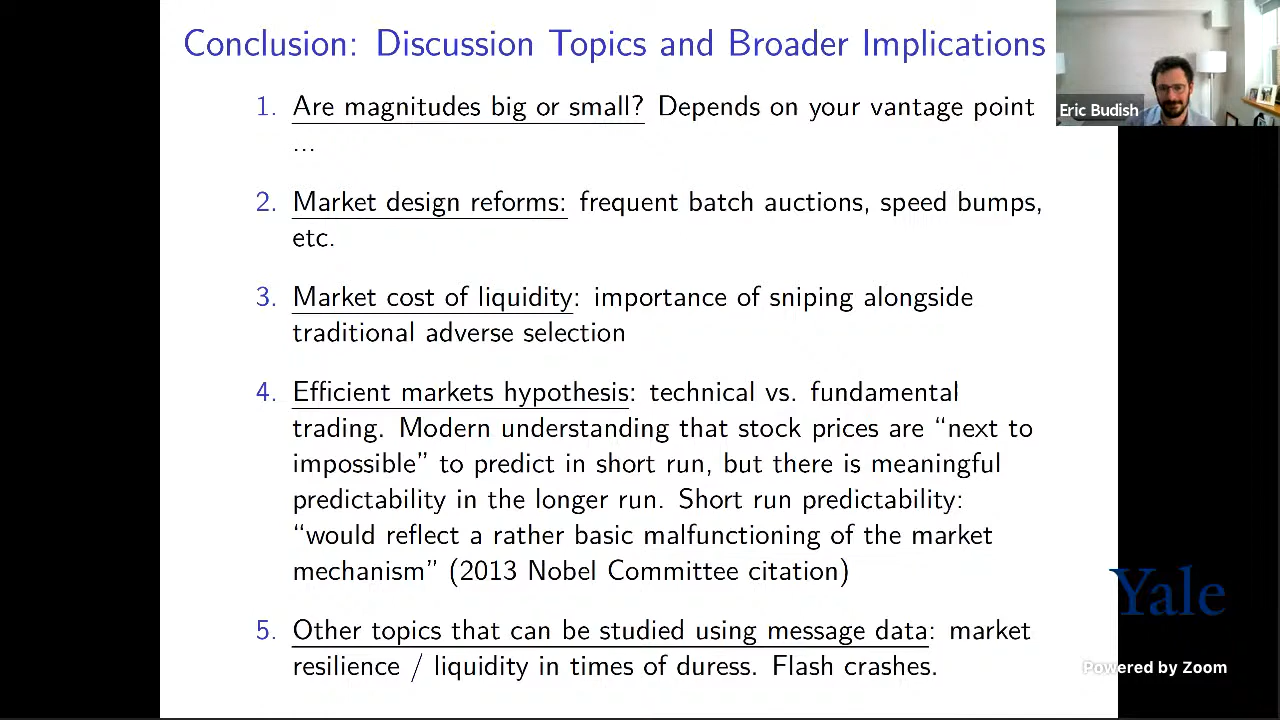 Conclusion: Discussion Topics and Broader Implications
Eric Budish
1. Are magnitudes big or small? Depends on your vantage point
...
2. Market design reforms: frequent batch auctions, speed bumps,
etc.
3. Market cost of liquidity: importance of sniping alongside
traditional adverse selection
4. Efficient markets hypothesis: technical vs. fundamental
trading. Modern understanding that stock prices are “next to
impossible” to predict in short run, but there is meaningful
predictability in the longer run. Short run predictability:
“would reflect a rather basic malfunctioning of the market
mechanism” (2013 Nobel Committee citation)
5. Other topics that can be studied using message data: market
resilience / liquidity in times of duress. Flash crashes.
Yale
Powered by Zoom